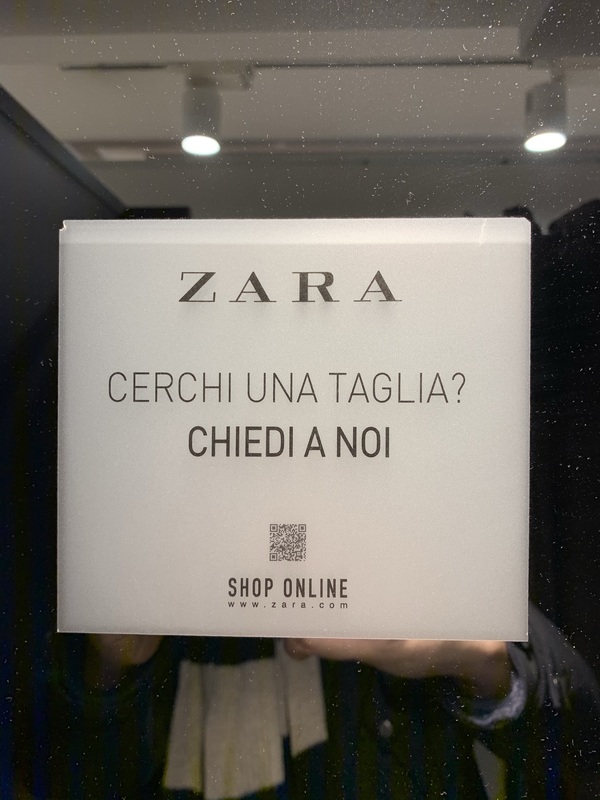 ZARA
CERCHI UNA TAGLIA?
CHIEDI A NOI
SHOP ONLINE
www.zara.com